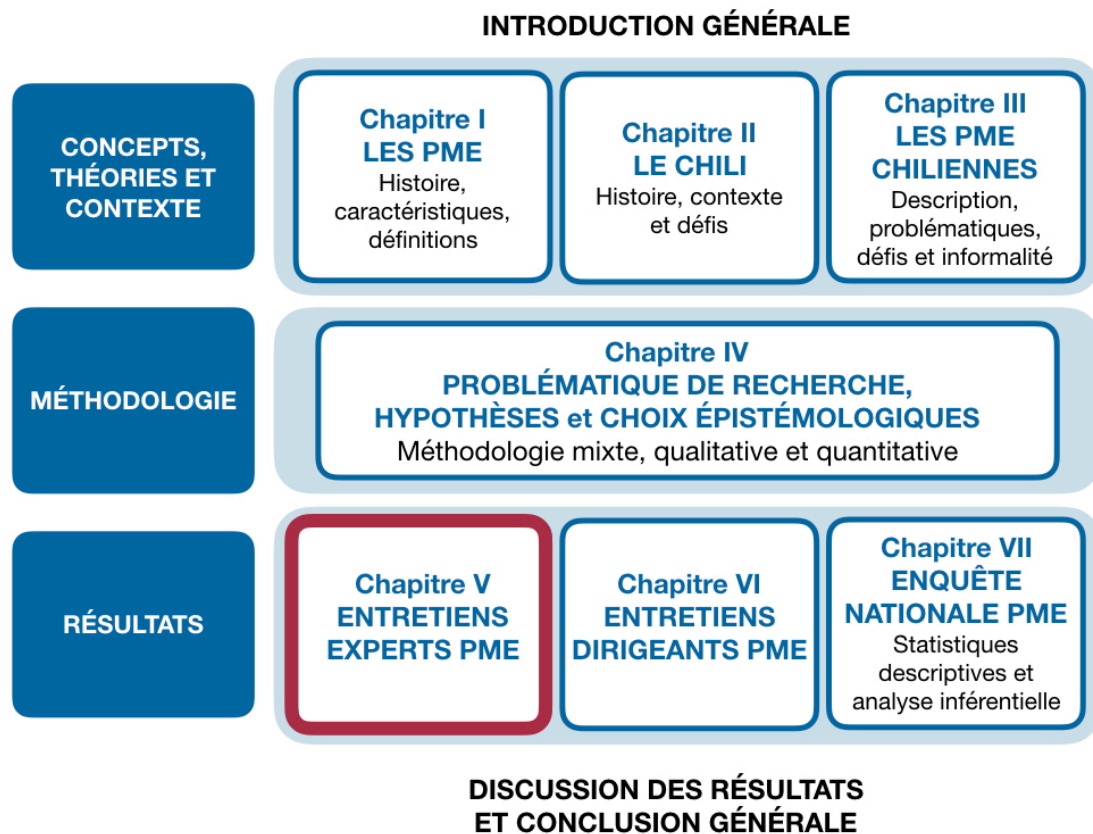 INTRODUCTION GÉNÉRALE
CONCEPTS,
THÉORIES ET
CONTEXTE
Chapitre I
LES PME
Histoire,
caractéristiques,
définitions
Chapitre II
LE CHILI
Histoire, contexte
et défis
Chapitre III
LES PME
CHILIENNES
Description,
problématiques,
défis et informalité
MÉTHODOLOGIE
Chapitre IV
PROBLÉMATIQUE DE RECHERCHE,
HYPOTHÈSES et CHOIX ÉPISTÉMOLOGIQUES
Méthodologie mixte, qualitative et quantitative
RÉSULTATS
Chapitre V
ENTRETIENS
EXPERTS PME
Chapitre VI
ENTRETIENS
DIRIGEANTS PME
Chapitre VII
ENQUÊTE
NATIONALE PME
Statistiques
descriptives et
analyse inférentielle
DISCUSSION DES RÉSULTATS
ET CONCLUSION GÉNÉRALE